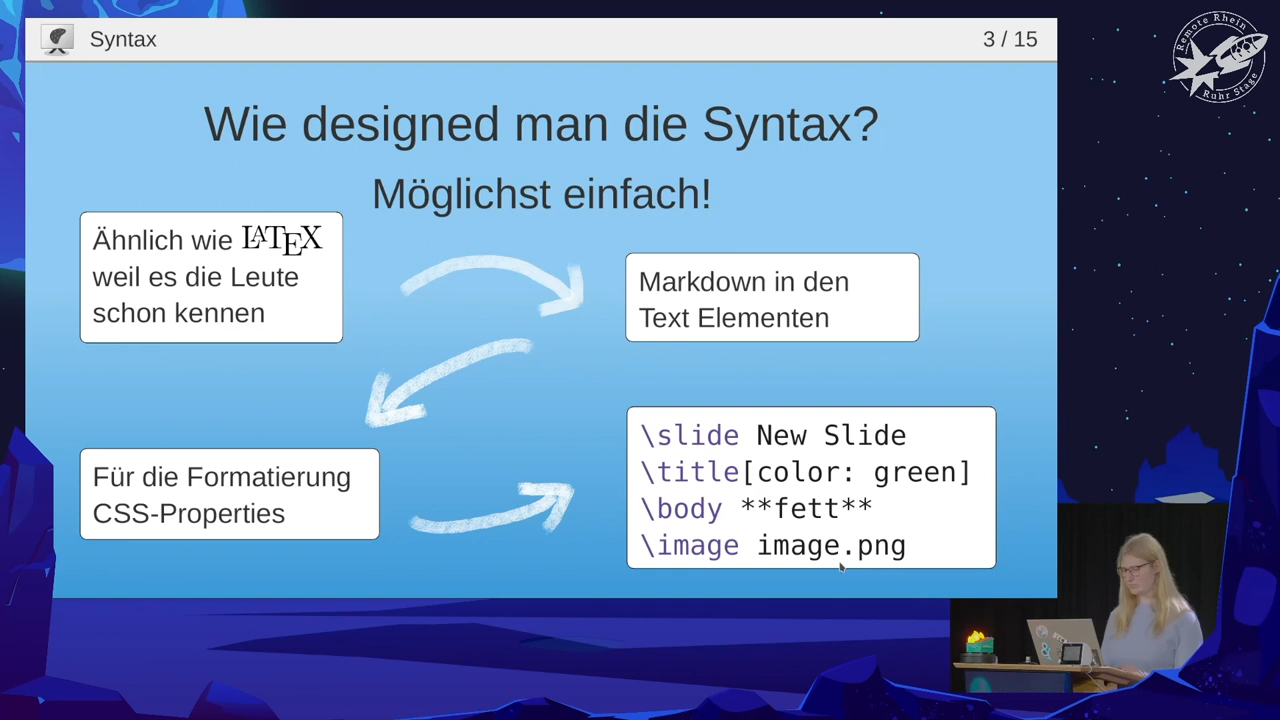 Syntax
3 / 15
Remote Rhein
Ruhr Stage
Wie designed man die Syntax?
Möglichst einfach!
Ähnlich wie LATEX
weil es die Leute
schon kennen
Markdown in den
Text Elementen
Für die Formatierung
CSS-Properties
\slide New Slide
\title[color: green]
\body **fett**
\image image.png